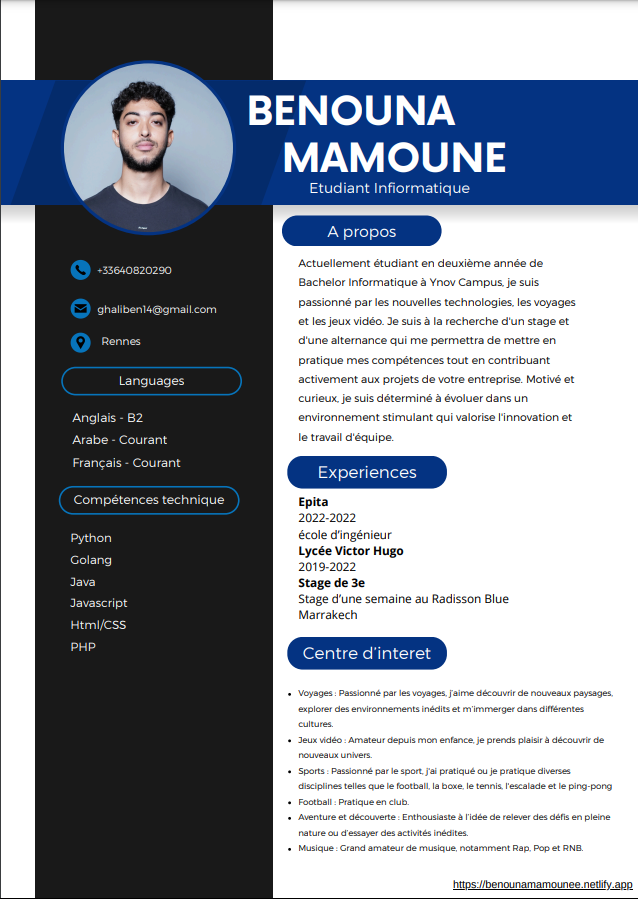 BENOUNA
MAMOUNE
Etudiant Infiormatique
+33640820290
ghaliben14@gmail.com
Rennes
Languages
Anglais - B2
Arabe - Courant
Français - Courant
Compétences technique
Python
Golang
Java
Javascript
Html/CSS
PHP
A propos
Actuellement étudiant en deuxième année de
Bachelor Informatique à Ynov Campus, je suis
passionné par les nouvelles technologies, les voyages
et les jeux vidéo. Je suis à la recherche d'un stage et
d'une alternance qui me permettra de mettre en
pratique mes compétences tout en contribuant
activement aux projets de votre entreprise. Motivé et
curieux, je suis déterminé à évoluer dans un
environnement stimulant qui valorise l'innovation et
le travail d'équipe.
Experiences
Epita
2022-2022
école d'ingénieur
Lycée Victor Hugo
2019-2022
Stage de 3e
Stage d'une semaine au Radisson Blue
Marrakech
Centre d'interet
• Voyages : Passionné par les voyages, j'aime découvrir de nouveaux paysages,
explorer des environnements inédits et m'immerger dans différentes
cultures.
• Jeux vidéo : Amateur depuis mon enfance, je prends plaisir à découvrir de
nouveaux univers.
• Sports : Passionné par le sport, j'ai pratiqué ou je pratique diverses
disciplines telles que le football, la boxe, le tennis, l'escalade et le ping-pong
• Football : Pratique en club.
• Aventure et découverte : Enthousiaste à l'idée de relever des défis en pleine
nature ou d'essayer des activités inédites.
• Musique : Grand amateur de musique, notamment Rap, Pop et RNB.
https://benounamamounee.netlify.app